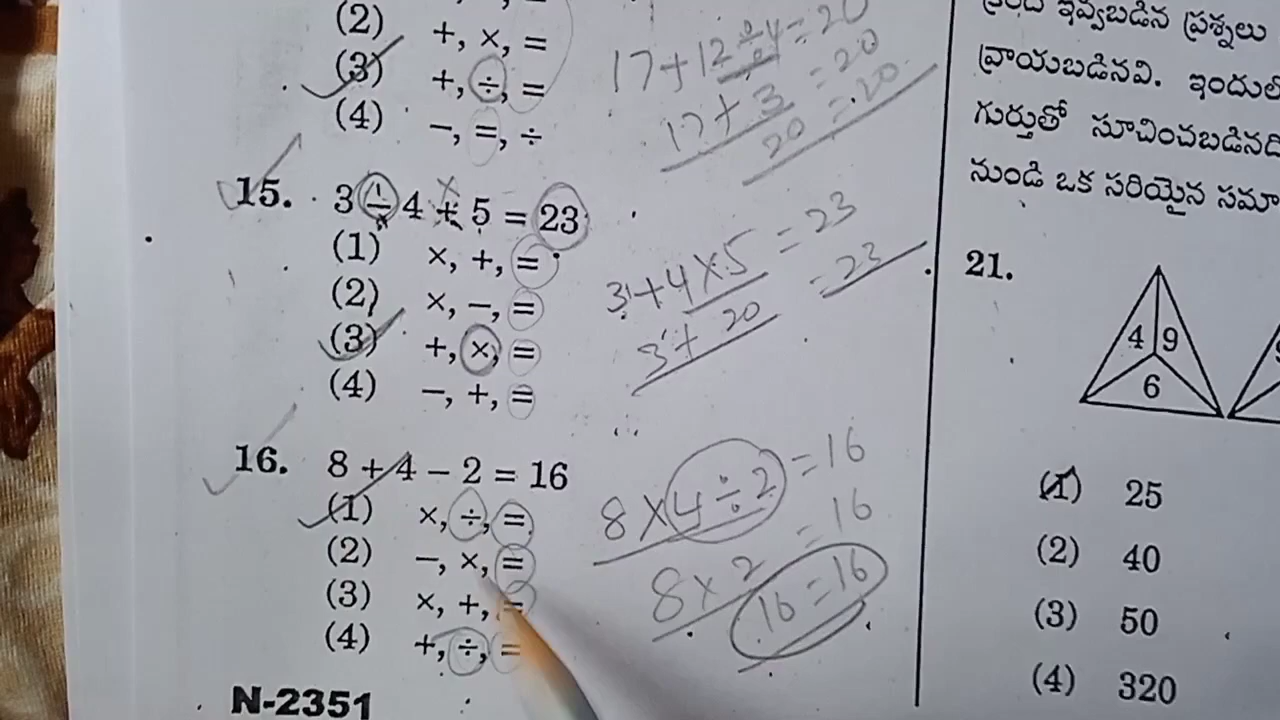 (2) +, ×, =
(3) +, ÷, =
(4) −, =, ÷
17+12÷4=20
17+3 =20
20 =20
15. 3 ÷ 4 + 5 = 23
(1) ×, +, =
(2) ×, −, =
(3) +, ×, =
(4) −, +, =
3+4×5 =23
3+20 =23
16. 8 + 4 − 2 = 16
(1) ×, ÷, =
(2) −, ×, =
(3) ×, +, =
(4) +, ÷, =
8×4÷2 =16
8×2 =16
16=16
N-2351
ఇవ్వబడిన ప్రశ్నలు
వ్రాయబడినవి.
గుర్తుతో సూచించబడినది
నుండి ఒక సరియైన
21.
4 9
6
(1) 25
(2) 40
(3) 50
(4) 320